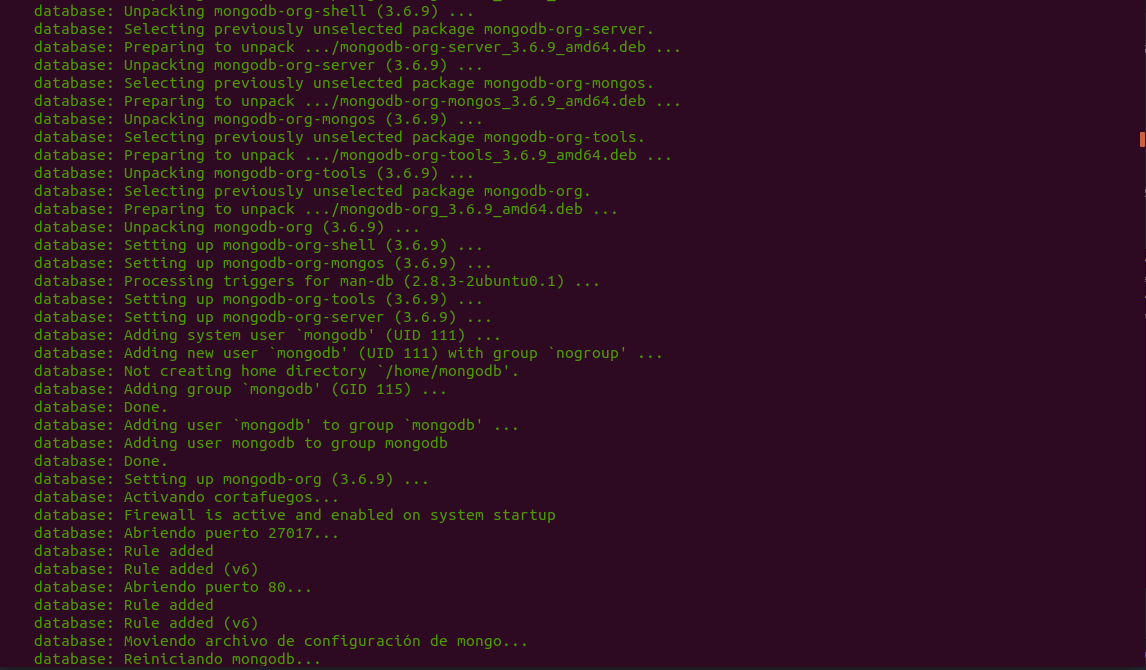 database: Unpacking mongodb-org-shell (3.6.9) ...
database: Selecting previously unselected package mongodb-org-server.
database: Preparing to unpack .../mongodb-org-server_3.6.9_amd64.deb ...
database: Unpacking mongodb-org-server (3.6.9) ...
database: Selecting previously unselected package mongodb-org-mongos.
database: Preparing to unpack .../mongodb-org-mongos_3.6.9_amd64.deb ...
database: Unpacking mongodb-org-mongos (3.6.9) ...
database: Selecting previously unselected package mongodb-org-tools.
database: Preparing to unpack .../mongodb-org-tools_3.6.9_amd64.deb ...
database: Unpacking mongodb-org-tools (3.6.9) ...
database: Selecting previously unselected package mongodb-org.
database: Preparing to unpack .../mongodb-org_3.6.9_amd64.deb ...
database: Unpacking mongodb-org (3.6.9) ...
database: Setting up mongodb-org-shell (3.6.9) ...
database: Setting up mongodb-org-mongos (3.6.9) ...
database: Processing triggers for man-db (2.8.3-2ubuntu0.1) ...
database: Setting up mongodb-org-tools (3.6.9) ...
database: Setting up mongodb-org-server (3.6.9) ...
database: Adding system user `mongodb' (UID 111) ...
database: Adding new user `mongodb' (UID 111) with group `nogroup' ...
database: Not creating home directory `/home/mongodb'.
database: Adding group `mongodb' (GID 115) ...
database: Done.
database: Adding user `mongodb' to group `mongodb' ...
database: Adding user mongodb to group mongodb
database: Done.
database: Setting up mongodb-org (3.6.9) ...
database: Activando cortafuegos...
database: Firewall is active and enabled on system startup
database: Abriendo puerto 27017...
database: Rule added
database: Rule added (v6)
database: Abriendo puerto 80...
database: Rule added
database: Rule added (v6)
database: Moviendo archivo de configuración de mongo...
database: Reiniciando mongodb...